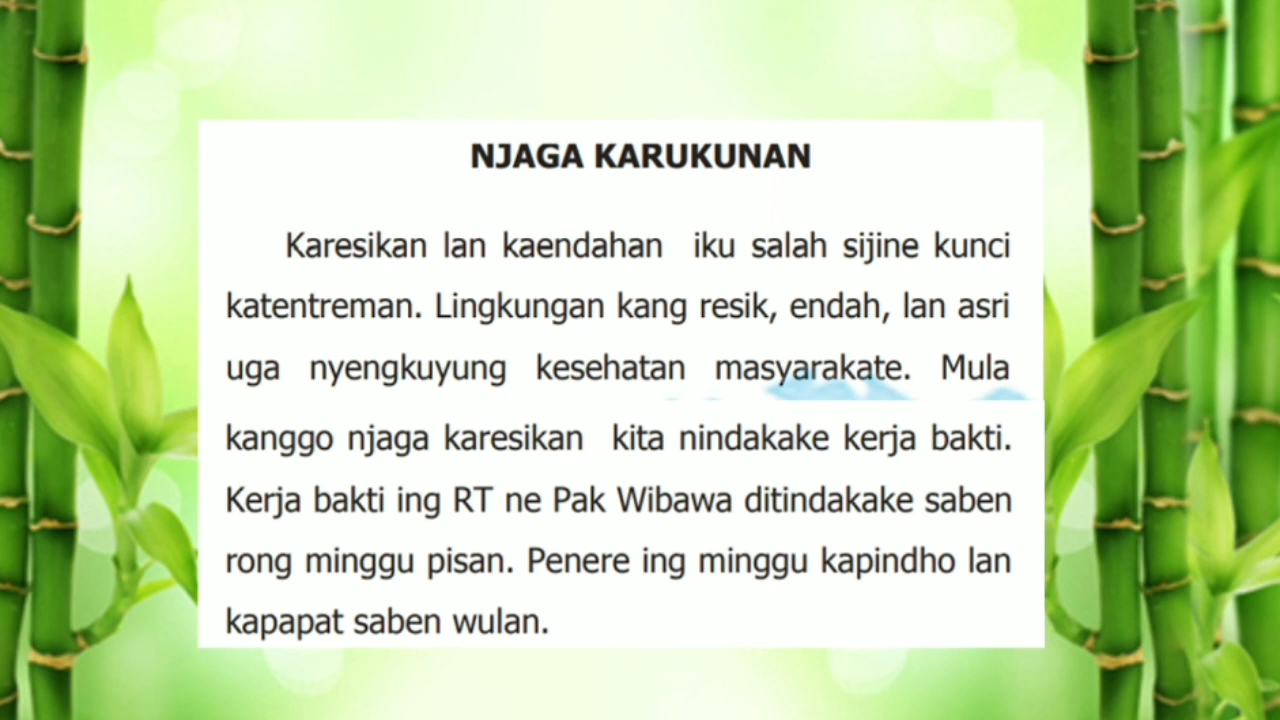 NJAGA KARUKUNAN
Karesikan lan kaendahan iku salah sijine kunci
katentreman. Lingkungan kang resik, endah, lan asri
uga nyengkuyung kesehatan masyarakate. Mula
kanggo njaga karesikan kita nindakake kerja bakti.
Kerja bakti ing RT ne Pak Wibawa ditindakake saben
rong minggu pisan. Penere ing minggu kapindho lan
kapapat saben wulan.